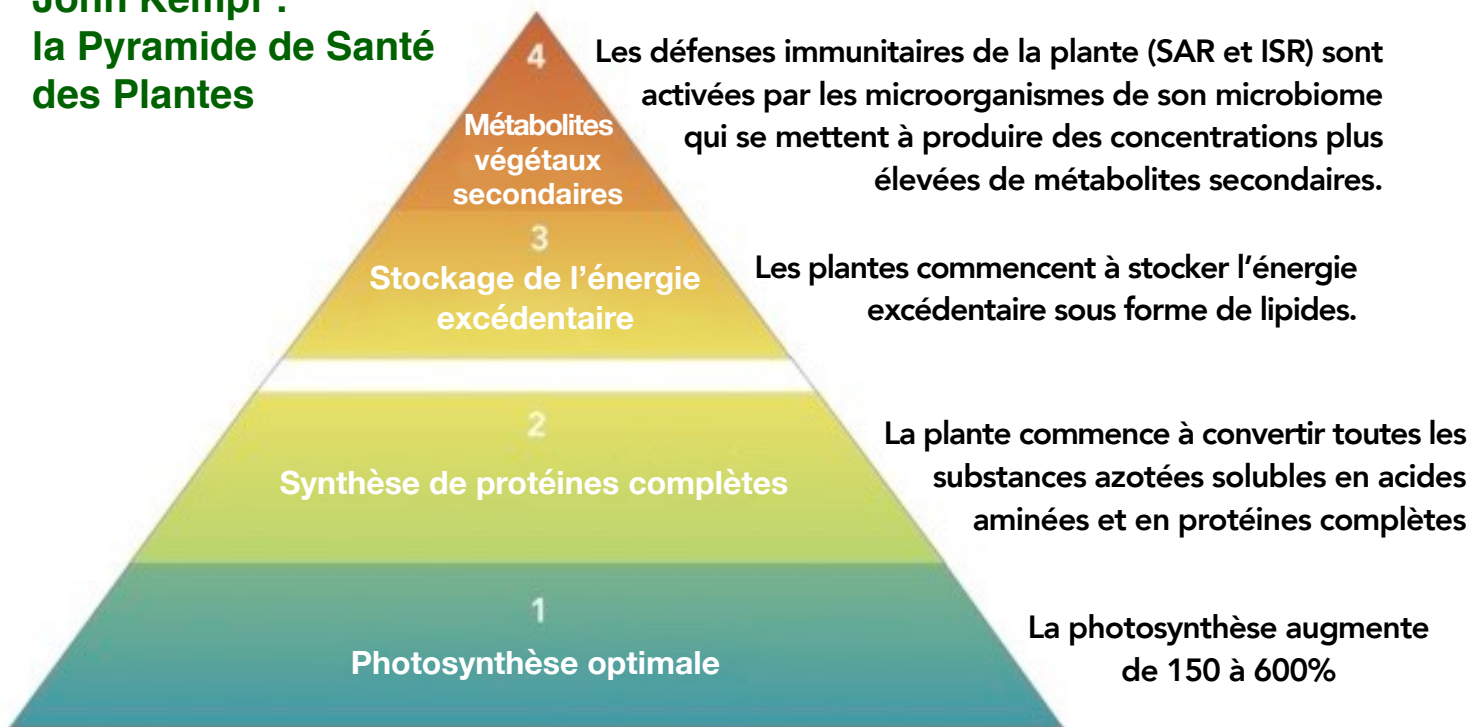 John Kempf :
la Pyramide de Santé
des Plantes
4
Métabolites
végétaux
secondaires
Les défenses immunitaires de la plante (SAR et ISR) sont
activées par les microorganismes de son microbiome
qui se mettent à produire des concentrations plus
élevées de métabolites secondaires.
3
Stockage de l’énergie
excédentaire
Les plantes commencent à stocker l’énergie
excédentaire sous forme de lipides.
2
Synthèse de protéines complètes
La plante commence à convertir toutes les
substances azotées solubles en acides
aminées et en protéines complètes
1
Photosynthèse optimale
La photosynthèse augmente
de 150 à 600%